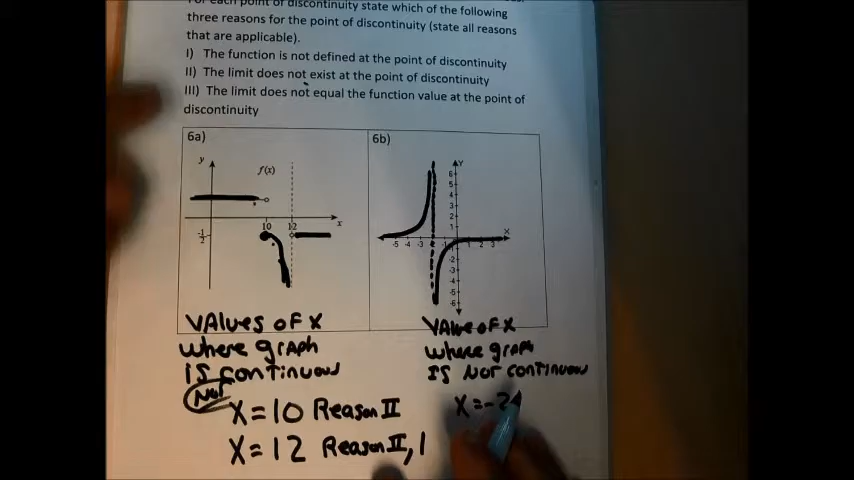 For each point of discontinuity state which of the following
three reasons for the point of discontinuity (state all reasons
that are applicable).
I) The function is not defined at the point of discontinuity
II) The limit does not exist at the point of discontinuity
III) The limit does not equal the function value at the point of
discontinuity
6a)
6b)
y
f(x)
10
12
x
-1/2
Y
6
5
4
3
2
1
X
-5 -4 -3 -1 1 2 3
-2
-3
-4
-5
-6
VAlues OF X
where grAph
IS continuous
Not
X=10 Reason II
X=12 Reason II, 1
VAlue OF X
where grAph
IS Not continuous
X=-2